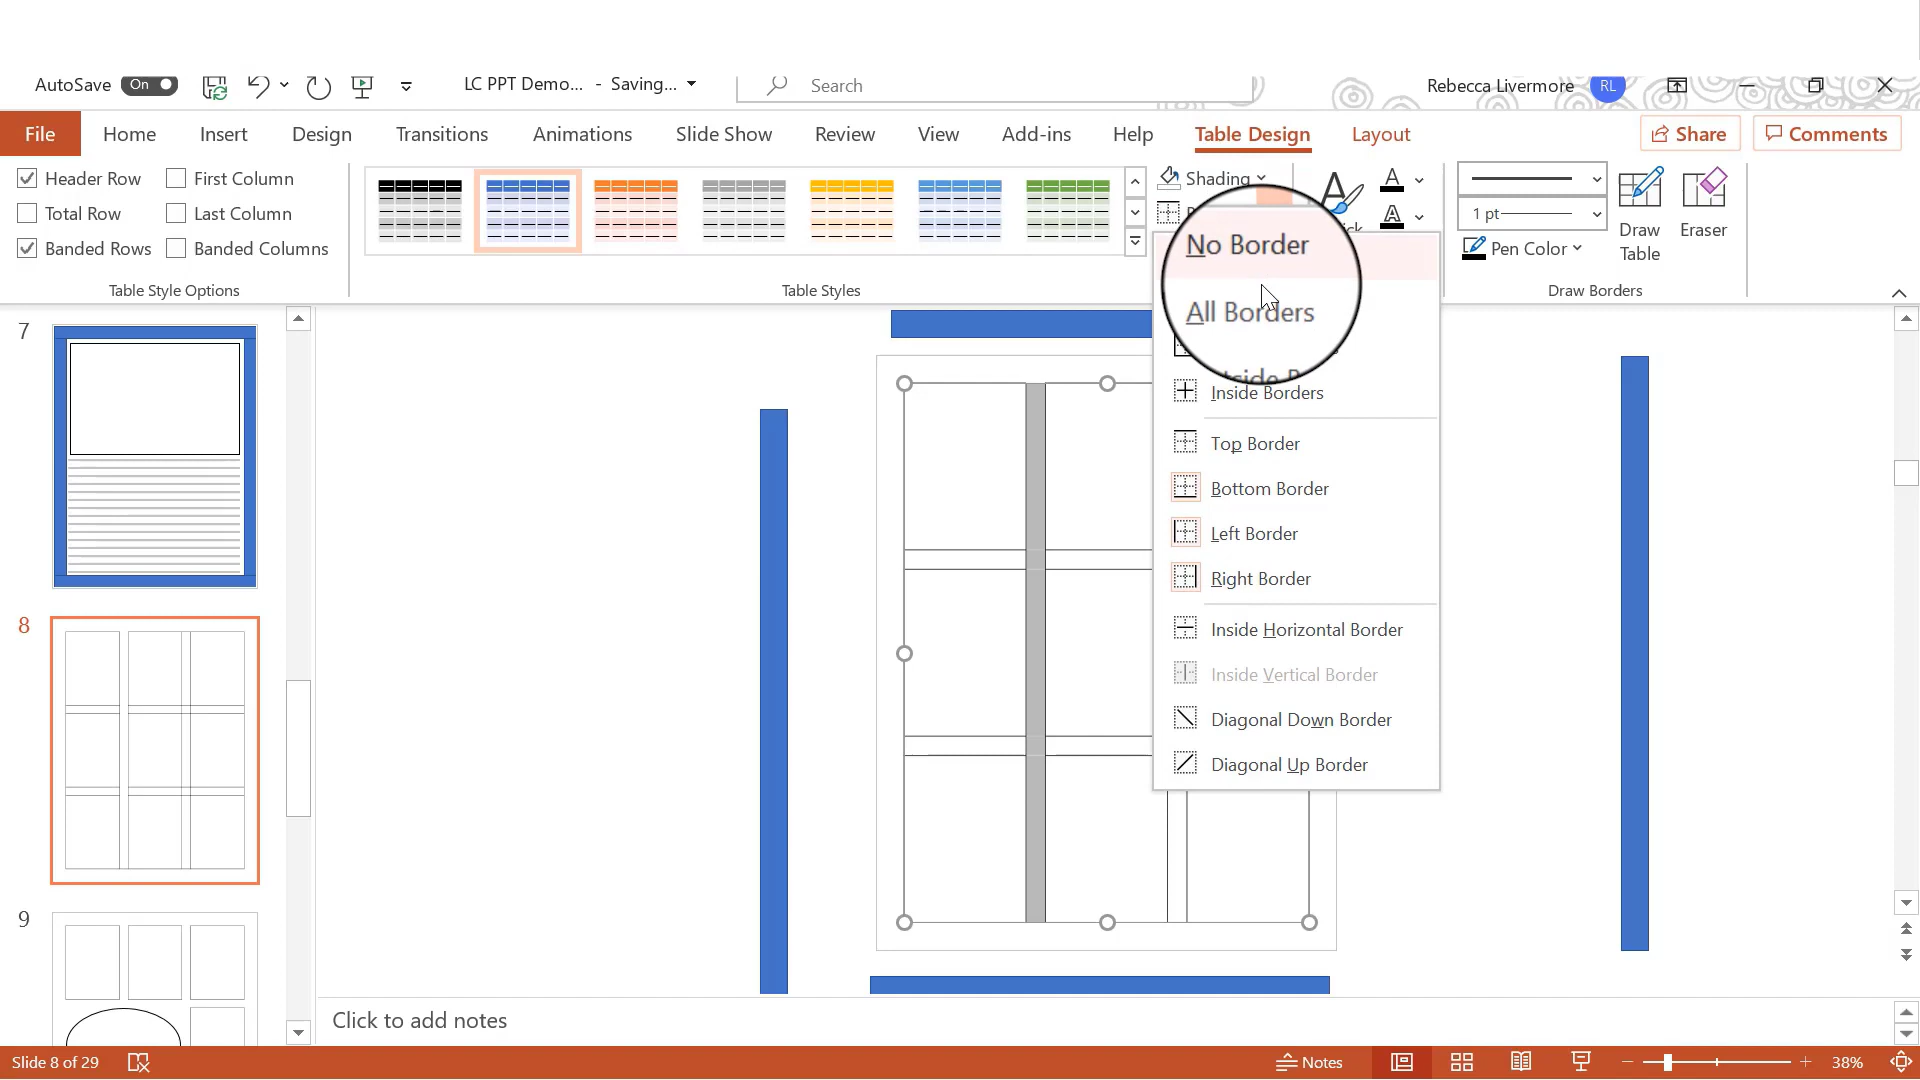 AutoSave On LC PPT Demo... - Saving... Search Rebecca Livermore RL
File Home Insert Design Transitions Animations Slide Show Review View Add-ins Help Table Design Layout Share Comments
Header Row First Column
Total Row Last Column
Banded Rows Banded Columns
Table Style Options
Table Styles
Shading
1 pt
Pen Color
Draw Table
Eraser
Draw Borders
No Border
All Borders
Inside Borders
Top Border
Bottom Border
Left Border
Right Border
Inside Horizontal Border
Inside Vertical Border
Diagonal Down Border
Diagonal Up Border
7
8
9
Click to add notes
Slide 8 of 29 Notes 38%